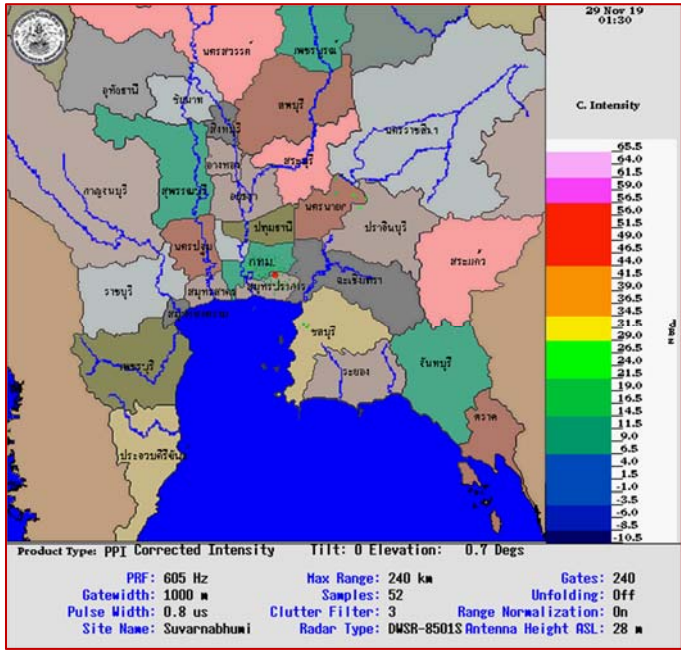 29 Nov 19
01:30
C. Intensity
65.5
64.0
61.5
59.0
56.5
56.0
51.5
49.0
46.5
44.0
41.5
39.0
36.5
34.0
31.5
29.0
26.5
24.0
21.5
19.0
16.5
14.5
11.5
9.0
6.5
4.0
1.5
-1.0
-3.5
-6.0
-8.5
-10.5
นครสวรรค์
เพชรบูรณ์
อุทัยธานี
ชัยนาท
ลพบุรี
สิงหบุรี
นครราชสีมา
อ่างทอง
สระบุรี
กาญจนบุรี
สุพรรณบุรี
อยุธยา
นครนายก
ปราจีนบุรี
ปทุมธานี
นครปฐม
กทม.
สระแก้ว
ราชบุรี
สมุทรสาคร
สมุทรปราการ
ฉะเชิงเทรา
ชลบุรี
เพชรบุรี
ระยอง
จันทบุรี
ตราด
ประจวบคีรีขันธ์
Product Type: PPI Corrected Intensity Tilt: 0 Elevation: 0.7 Degs
PRF: 605 Hz Max Range: 240 km Gates: 240
Gatewidth: 1000 m Samples: 52 Unfolding: Off
Pulse Width: 0.8 us Clutter Filter: 3 Range Normalization: On
Site Name: Suvarnabhumi Radar Type: DWSR-8501S Antenna Height ASL: 28 m